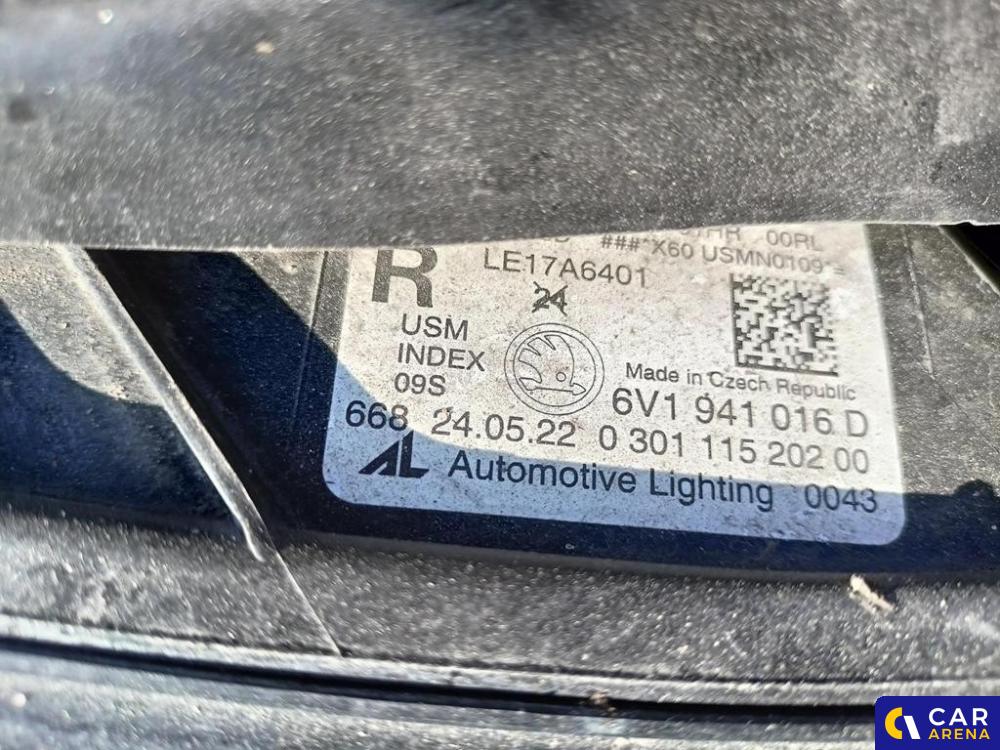 00RL
###*X60 USMN0109*=
R LE17A6401
24
USM
INDEX
09S
Made in Czech Republic
6V1 941 016 D
668 24.05.22 0 301 115 202 00
AL Automotive Lighting 0043
CAR
ARENA